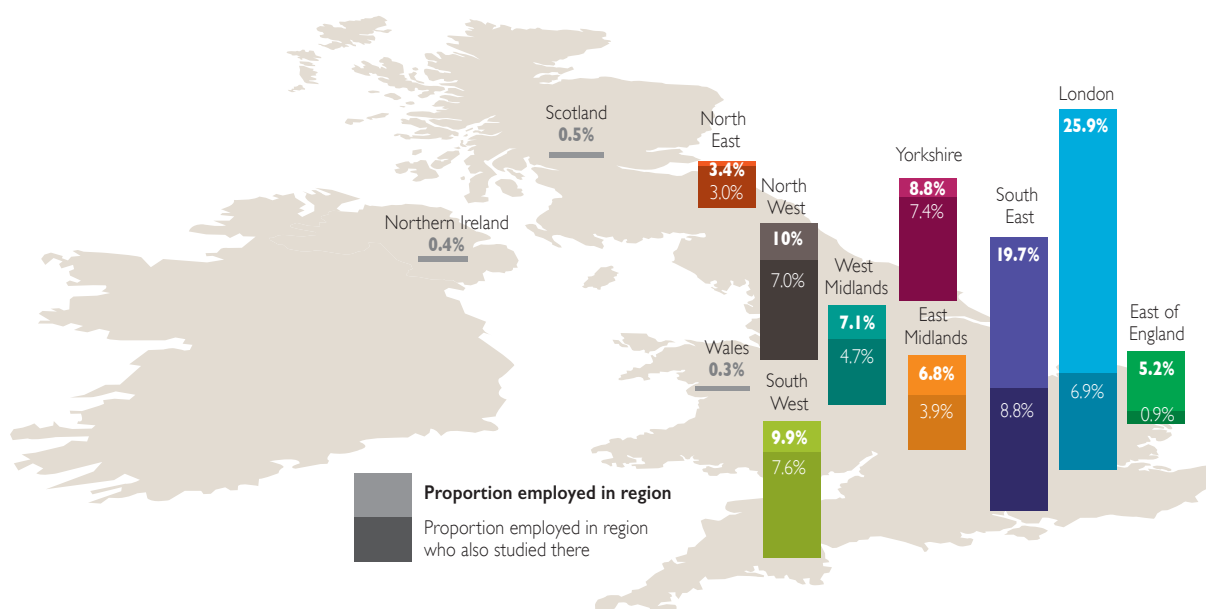 Scotland
0.5%
Northern Ireland
0.4%
North
East
3.4%
3.0%
North
West
10%
7.0%
Yorkshire
8.8%
7.4%
West
Midlands
7.1%
4.7%
East
Midlands
6.8%
3.9%
South
East
19.7%
8.8%
London
25.9%
6.9%
East of
England
5.2%
0.9%
Wales
0.3%
South
West
9.9%
7.6%
Proportion employed in region
Proportion employed in region
who also studied there